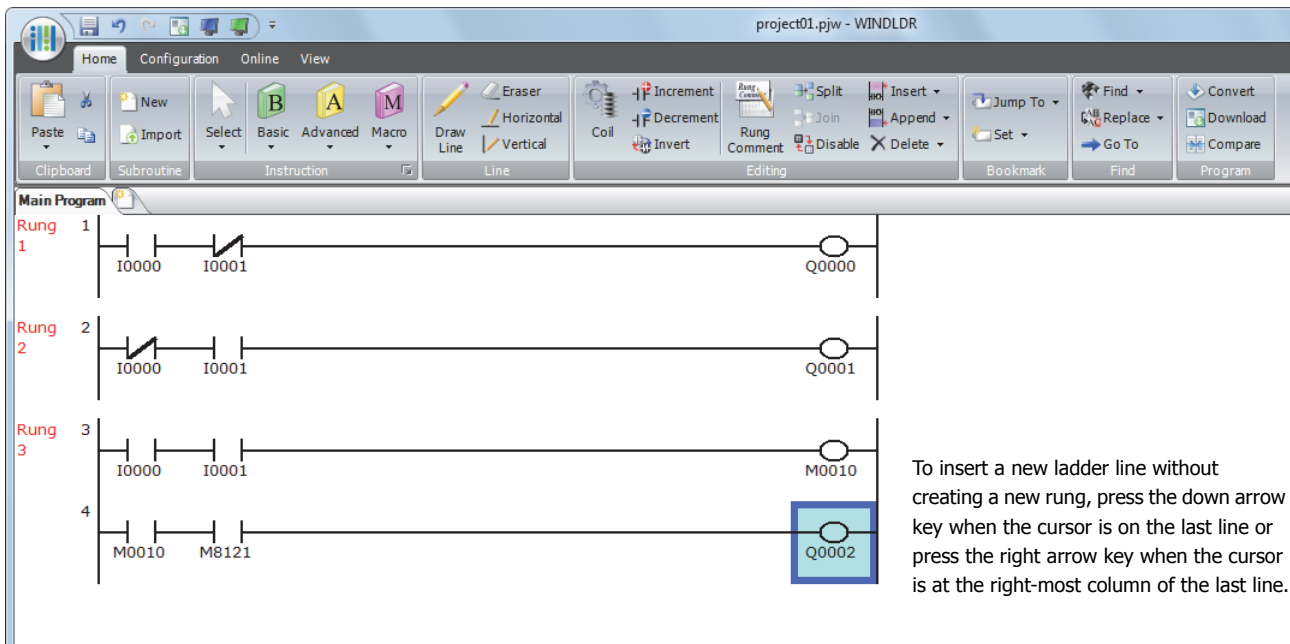 project01.pjw - WINDLDR
Home Configuration Online View
Paste
New
Import
Select
Basic
Advanced
Macro
B
A
M
Draw
Line
Eraser
Horizontal
Vertical
Coil
Increment
Decrement
Invert
Rung
Comment
Split
Join
Disable
Insert
Append
Delete
Jump To
Set
Find
Replace
Go To
Convert
Download
Compare
Clipboard Subroutine Instruction Line Editing Bookmark Find Program
Main Program
Rung 1
1
I0000 I0001 Q0000
Rung 2
2
I0000 I0001 Q0001
Rung 3
3
I0000 I0001 M0010
4
M0010 M8121 Q0002
To insert a new ladder line without
creating a new rung, press the down arrow
key when the cursor is on the last line or
press the right arrow key when the cursor
is at the right-most column of the last line.